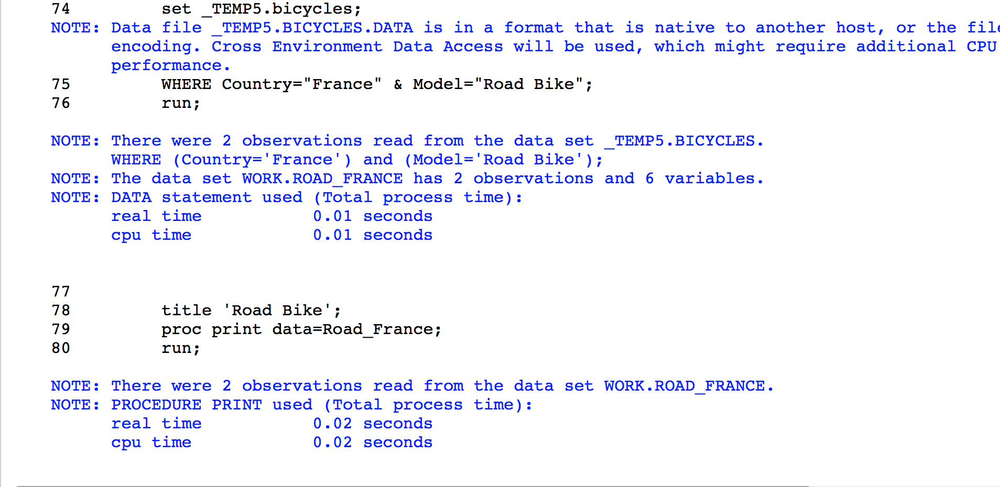 74 set _TEMP5.bicycles;
NOTE: Data file _TEMP5.BICYCLES.DATA is in a format that is native to another host, or the file
encoding. Cross Environment Data Access will be used, which might require additional CPU
performance.
75 WHERE Country="France" & Model="Road Bike";
76 run;
NOTE: There were 2 observations read from the data set _TEMP5.BICYCLES.
WHERE (Country='France') and (Model='Road Bike');
NOTE: The data set WORK.ROAD_FRANCE has 2 observations and 6 variables.
NOTE: DATA statement used (Total process time):
real time 0.01 seconds
cpu time 0.01 seconds
77
78 title 'Road Bike';
79 proc print data=Road_France;
80 run;
NOTE: There were 2 observations read from the data set WORK.ROAD_FRANCE.
NOTE: PROCEDURE PRINT used (Total process time):
real time 0.02 seconds
cpu time 0.02 seconds